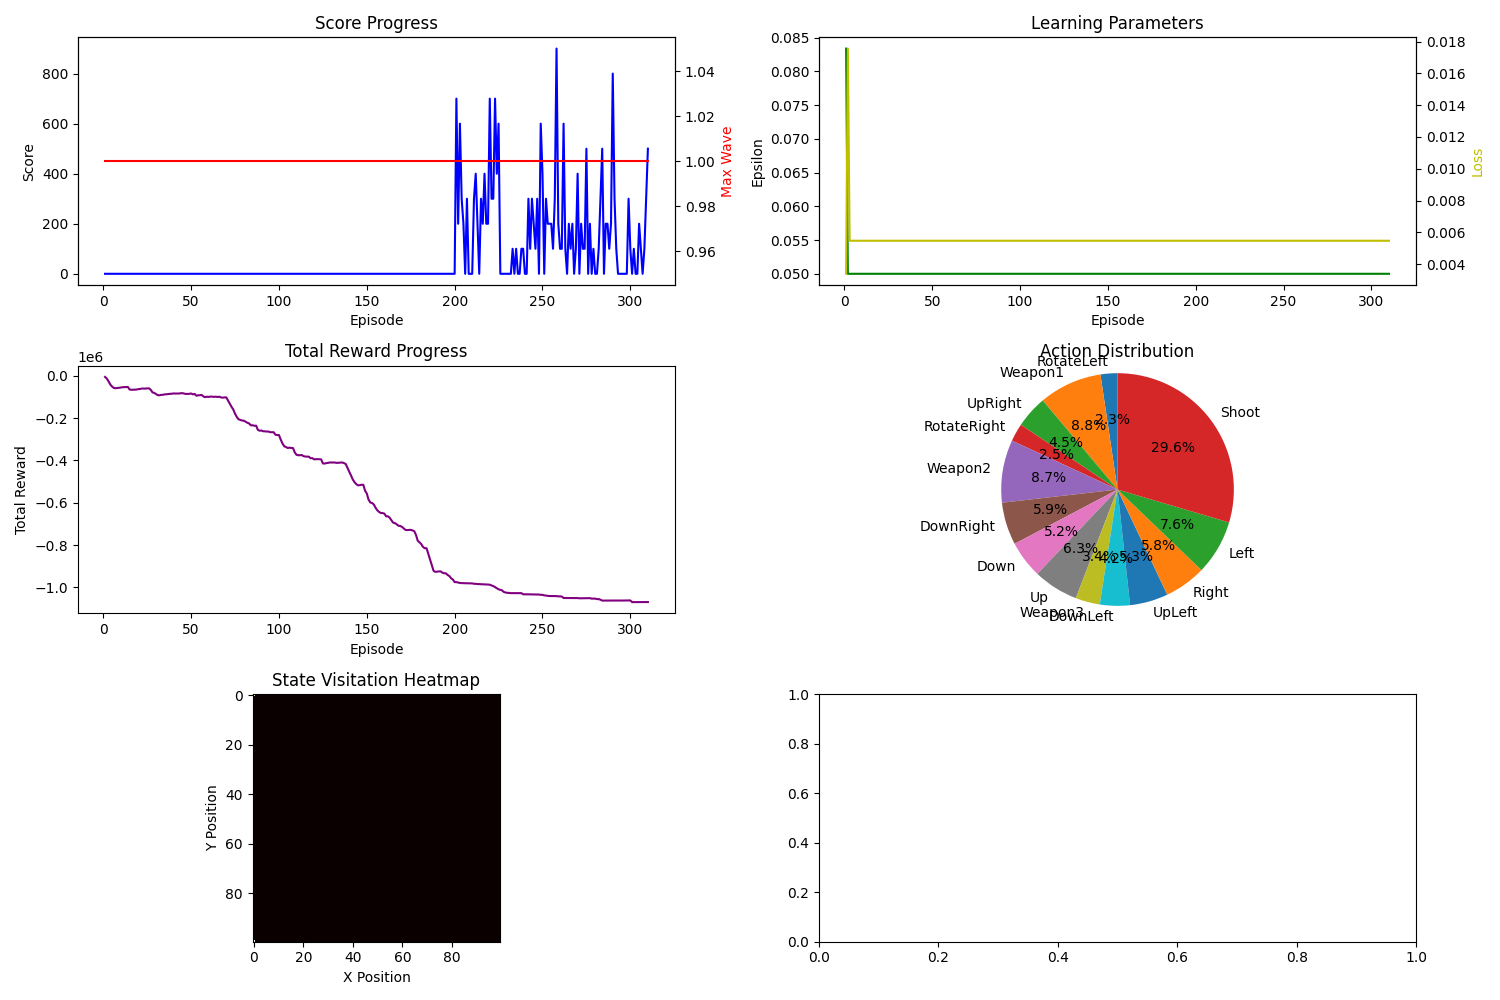 Score Progress
Score
800
600
400
200
0
1.04
1.02
1.00
0.98
0.96
Max Wave
0
50
100
150
200
250
300
Episode
Learning Parameters
Epsilon
0.085
0.080
0.075
0.070
0.065
0.060
0.055
0.050
0.018
0.016
0.014
0.012
0.010
0.008
0.006
0.004
Loss
0
50
100
150
200
250
300
Episode
Total Reward Progress
1e6
Total Reward
0.0
−0.2
−0.4
−0.6
−0.8
−1.0
0
50
100
150
200
250
300
Episode
Action Distribution
RotateLeft
2.3%
Weapon1
8.8%
UpRight
4.5%
RotateRight
2.5%
Weapon2
8.7%
DownRight
5.9%
Down
5.2%
Up
6.3%
Weapon3
3.4%
DownLeft
4.2%
UpLeft
5.3%
Right
5.8%
Left
7.6%
Shoot
29.6%
State Visitation Heatmap
Y Position
0
20
40
60
80
0
20
40
60
80
X Position
1.0
0.8
0.6
0.4
0.2
0.0
0.0
0.2
0.4
0.6
0.8
1.0